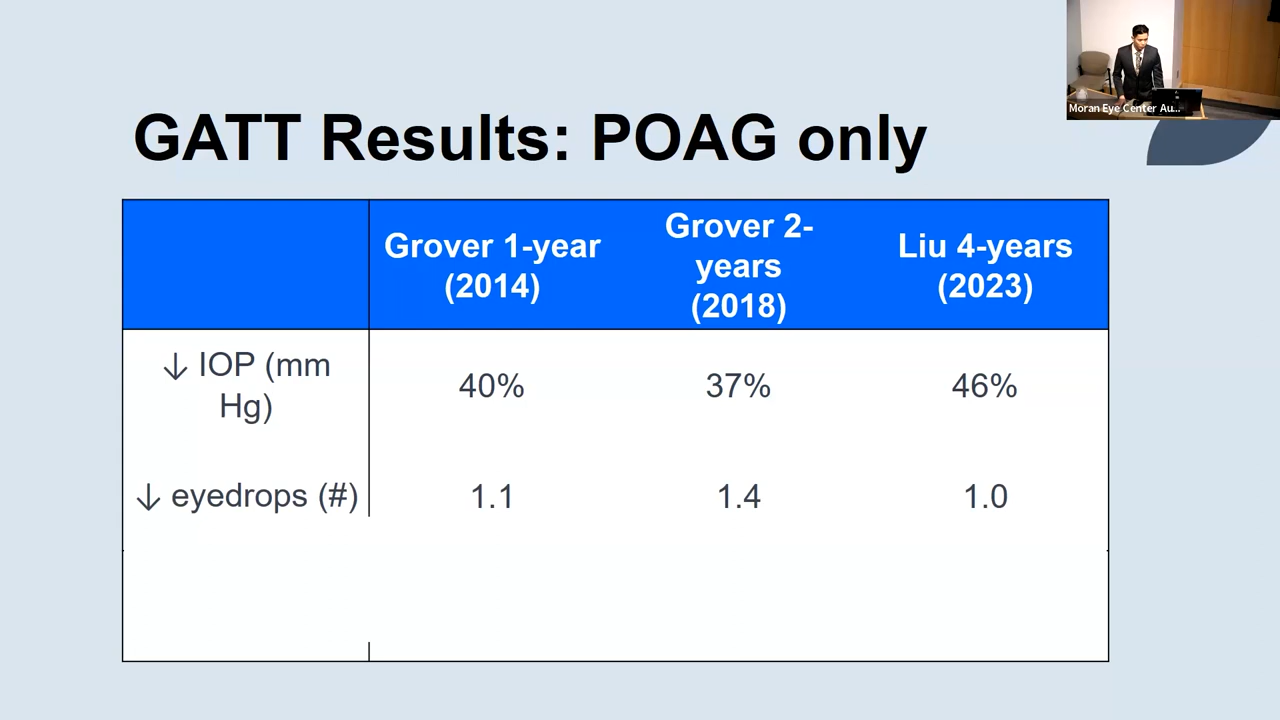 Moran Eye Center Au...
GATT Results: POAG only
Grover 1-year
(2014)
Grover 2-
years
(2018)
Liu 4-years
(2023)
↓ IOP (mm
Hg)
40%
37%
46%
↓ eyedrops (#)
1.1
1.4
1.0